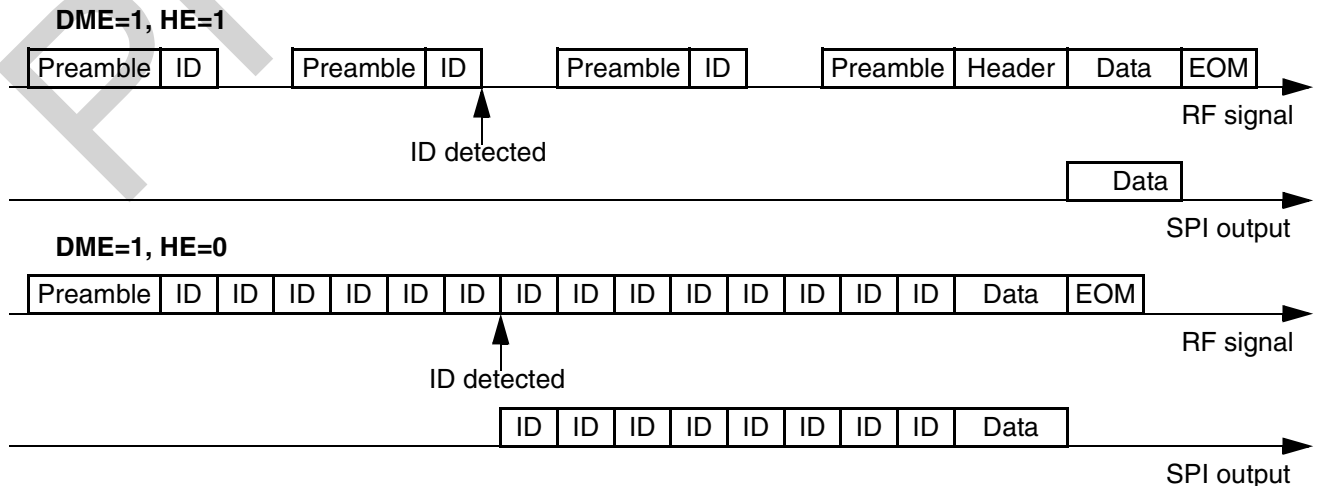 DME=1, HE=1
Preamble ID Preamble ID Preamble ID Preamble Header Data EOM
RF signal
ID detected
Data
SPI output
DME=1, HE=0
Preamble ID ID ID ID ID ID ID ID ID ID ID ID ID ID Data EOM
RF signal
ID detected
ID ID ID ID ID ID ID ID Data
SPI output